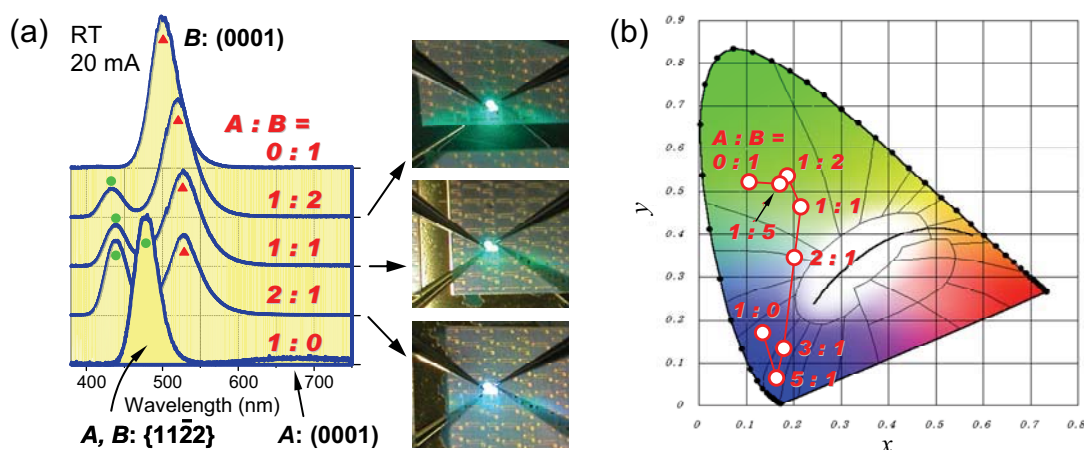 (a)
RT
20 mA
B: (0001)
A : B =
0 : 1
1 : 2
1 : 1
2 : 1
1 : 0
400 500 600 700
Wavelength (nm)
A, B: {112̄2} A: (0001)
(b)
0.9
0.8
0.7
0.6
0.5
0.4
0.3
0.2
0.1
0
y
A : B =
0 : 1
1 : 2
1 : 5
1 : 1
2 : 1
1 : 0
3 : 1
5 : 1
0 0.1 0.2 0.3 0.4 0.5 0.6 0.7 0.8
x